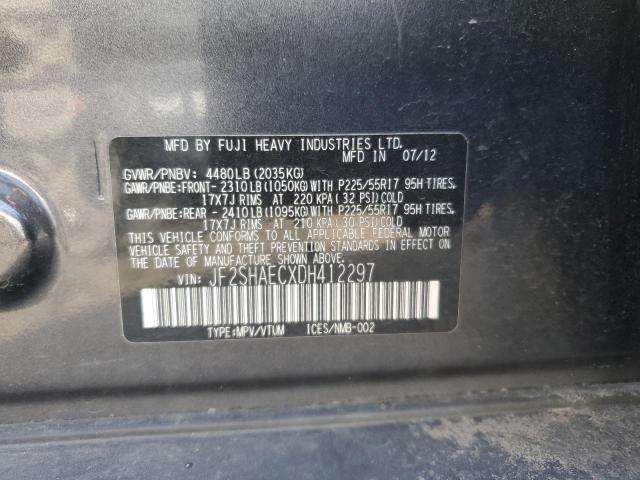 MFD BY FUJI HEAVY INDUSTRIES LTD.
MFD IN 07/12
GVWR/PNBV: 4480LB(2035KG)
GAWR/PNBE:FRONT-2310LB(1050KG)WITH P225/55R17 95H TIRES,
17X7J RIMS AT 220 KPA(32 PSI)COLD
GAWR/PNBE:REAR -2410LB(1095KG)WITH P225/55R17 95H TIRES,
17X7J RIMS AT 210 KPA(30 PSI)COLD
THIS VEHICLE CONFORMS TO ALL APPLICABLE FEDERAL MOTOR
VEHICLE SAFETY AND THEFT PREVENTION STANDARDS IN EFFECT
ON THE DATE OF MANUFACTURE SHOWN ABOVE.
VIN: JF2SHAECXDH412297
TYPE:MPV/VTUM ICES/NMB-002